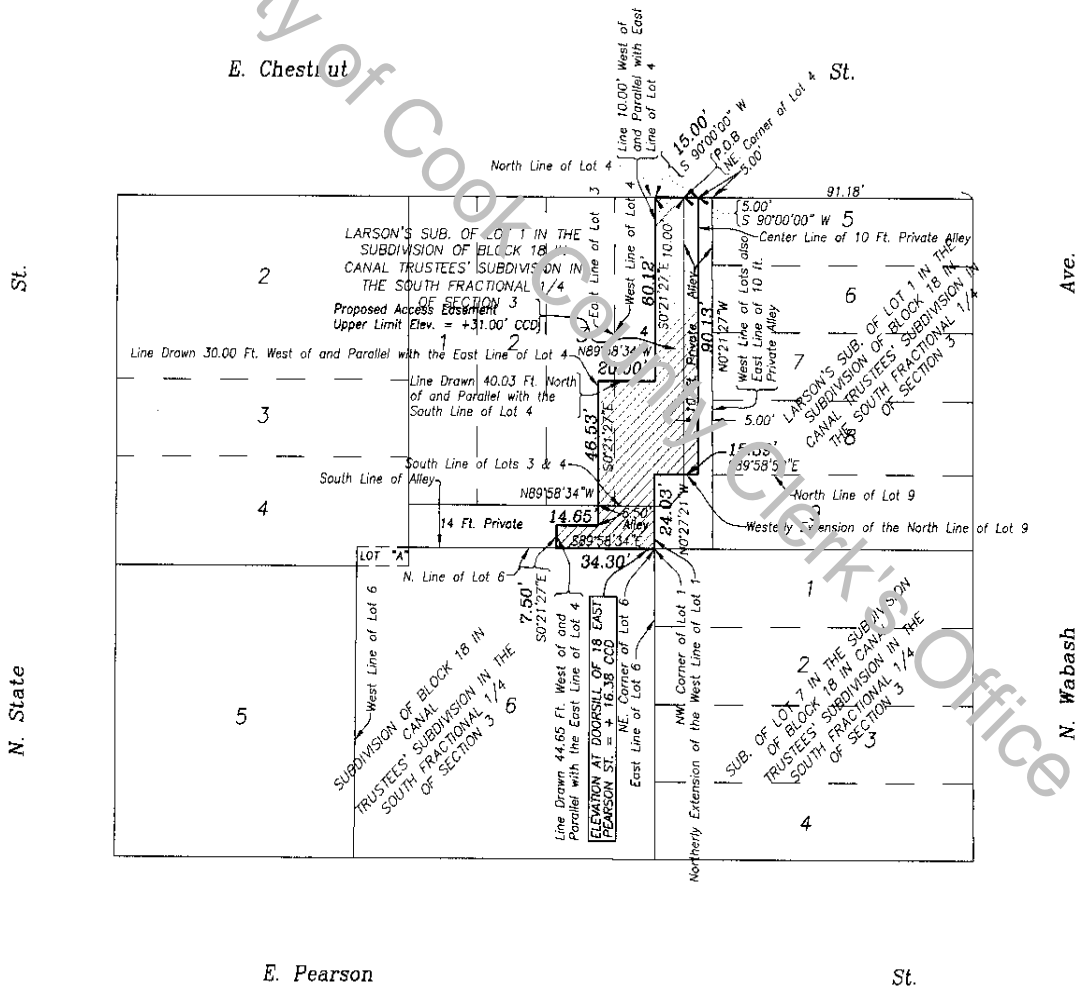 E. Chestnut
St.
Line 10.00' West of
and Parallel with East
Line of Lot 4
15.00'
S 90°00'00" W
P.O.B
NE. Corner of Lot 4
5.00'
North Line of Lot 4
91.18'
5.00'
S 90°00'00" W
5
Center Line of 10 Ft. Private Alley
LARSON'S SUB. OF LOT 1 IN THE
SUBDIVISION OF BLOCK 18 IN
CANAL TRUSTEES' SUBDIVISION IN
THE SOUTH FRACTIONAL 1/4
OF SECTION 3
2
East Line of Lot 3
West Line of Lot 4
60.12'
S0°21'27"E 10.00'
10 Ft. Private Alley
90.13'
N0°21'27"W
West Line of Lots also
East Line of 10 ft.
Private Alley
6
7
8
LARSON'S SUB. OF LOT 1 IN THE
SUBDIVISION OF BLOCK 18 IN
CANAL TRUSTEES' SUBDIVISION IN
THE SOUTH FRACTIONAL 1/4
OF SECTION 3
St.
Ave.
Proposed Access Easement
Upper Limit Elev. = +31.00' CCD
1
2
3
4
N89°58'34"W
20.00'
Line Drawn 30.00 Ft. West of and Parallel with the East Line of Lot 4
Line Drawn 40.03 Ft. North
of and Parallel with the
South Line of Lot 4
3
46.53'
S0°21'27"E
5.00'
15.89'
89°58'59"E
South Line of Lots 3 & 4
South Line of Alley
N89°58'34"W
North Line of Lot 9
4
14 Ft. Private
14.65'
5.50'
Alley
24.03'
N0°27'21"W
Westerly Extension of the North Line of Lot 9
S89°58'34"E
34.30'
LOT "A"
N. Line of Lot 6
7.50'
S0°21'27"E
West Line of Lot 6
SUBDIVISION OF BLOCK 18 IN
CANAL
TRUSTEES' SUBDIVISION IN THE
SOUTH FRACTIONAL 1/4
OF SECTION 3
5
6
Line Drawn 44.65 Ft. West of and
Parallel with the East Line of Lot 4
ELEVATION AT DOORSILL OF 18 EAST
PEARSON ST. = + 16.38 CCD
NE. Corner of Lot 6
East Line of Lot 6
NW. Corner of Lot 1
Northerly Extension of the West Line of Lot 1
1
2
3
4
SUB. OF LOT 7 IN THE SUBDIVISION
OF BLOCK 18 IN CANAL
TRUSTEES' SUBDIVISION IN THE
SOUTH FRACTIONAL 1/4
OF SECTION 3
N. State
N. Wabash
E. Pearson
St.
ty of Cook County Clerk's Office